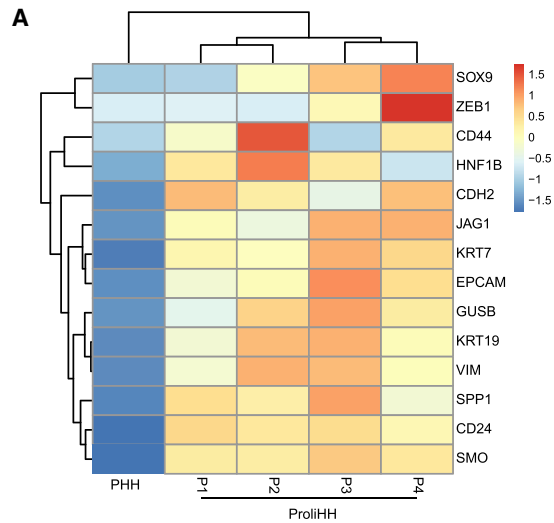 A
SOX9
ZEB1
CD44
HNF1B
CDH2
JAG1
KRT7
EPCAM
GUSB
KRT19
VIM
SPP1
CD24
SMO
1.5
1
0.5
0
−0.5
−1
−1.5
PHH
P1
P2
P3
P4
ProliHH